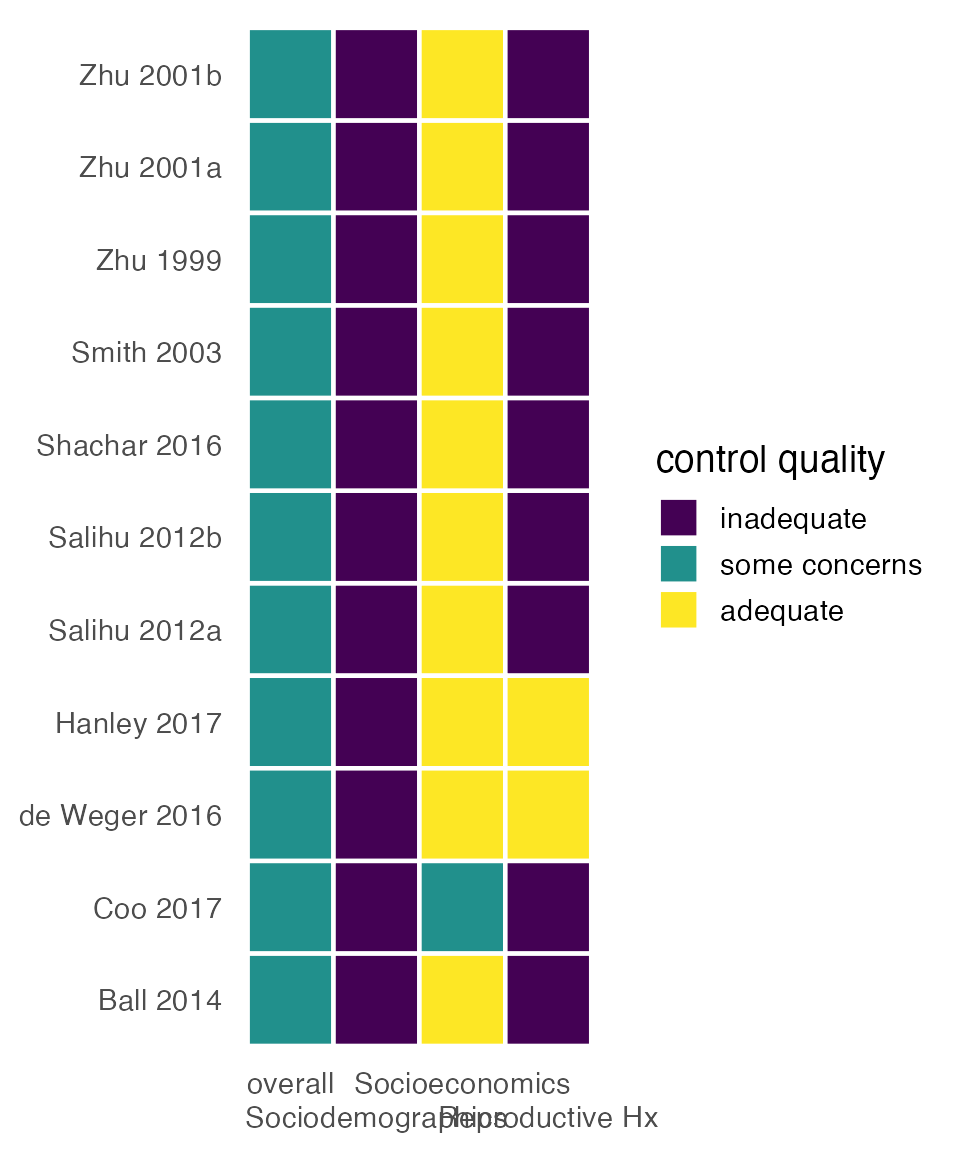 Zhu 2001b
Zhu 2001a
Zhu 1999
Smith 2003
Shachar 2016
Salihu 2012b
Salihu 2012a
Hanley 2017
de Weger 2016
Coo 2017
Ball 2014
overall
Socioeconomics
Sociodemographics
Reproductive Hx
control quality
inadequate
some concerns
adequate